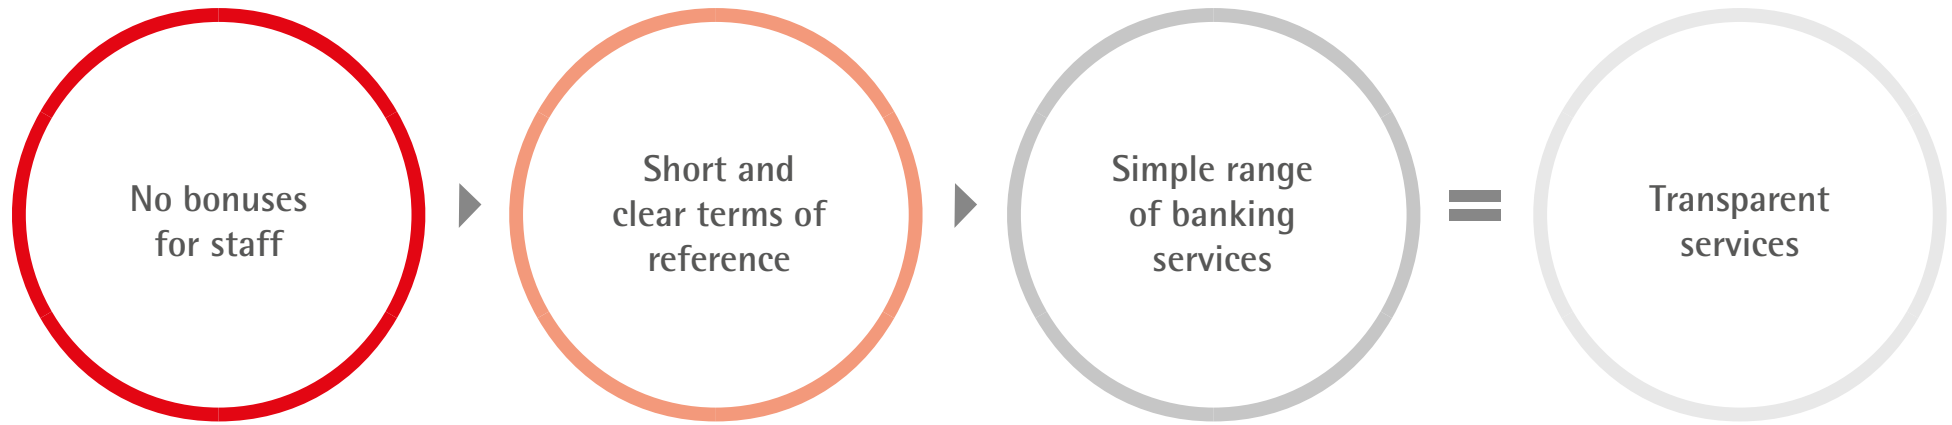 No bonuses
for staff
Short and
clear terms of
reference
Simple range
of banking
services
Transparent
services